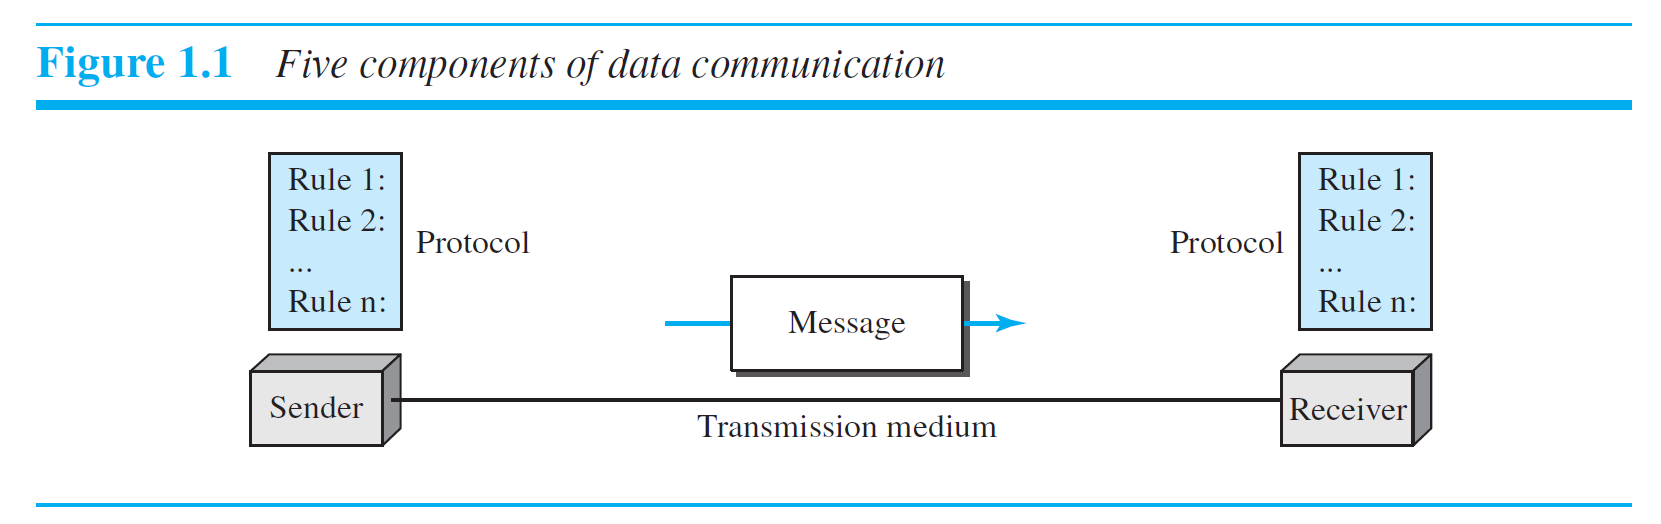 Figure 1.1 Five components of data communication
Rule 1:
Rule 2:
...
Rule n:
Protocol
Message
Protocol
Rule 1:
Rule 2:
...
Rule n:
Sender
Transmission medium
Receiver